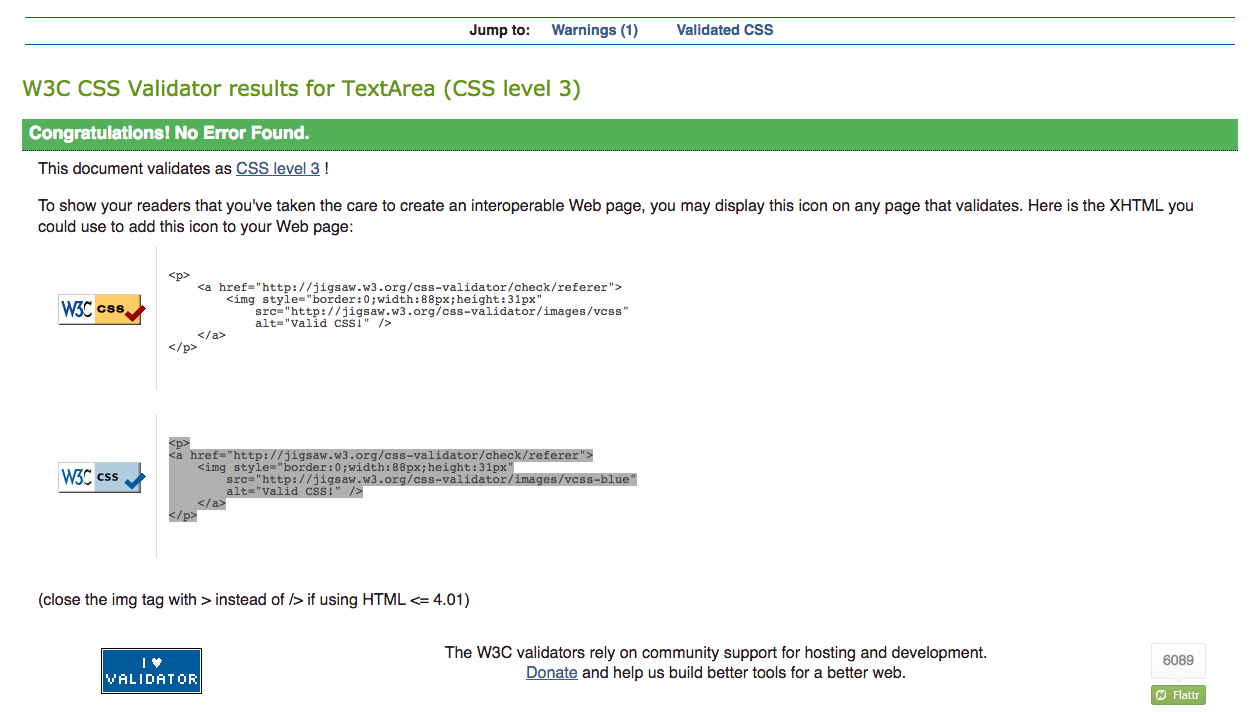 Jump to: Warnings (1) Validated CSS
W3C CSS Validator results for TextArea (CSS level 3)
Congratulations! No Error Found.
This document validates as CSS level 3 !
To show your readers that you've taken the care to create an interoperable Web page, you may display this icon on any page that validates. Here is the XHTML you
could use to add this icon to your Web page:
W3C css
<p>
<a href="http://jigsaw.w3.org/css-validator/check/referer">
<img style="border:0;width:88px;height:31px"
src="http://jigsaw.w3.org/css-validator/images/vcss"
alt="Valid CSS!" />
</a>
</p>
W3C css
<p>
<a href="http://jigsaw.w3.org/css-validator/check/referer">
<img style="border:0;width:88px;height:31px"
src="http://jigsaw.w3.org/css-validator/images/vcss-blue"
alt="Valid CSS!" />
</a>
</p>
(close the img tag with > instead of /> if using HTML <= 4.01)
I ♥
VALIDATOR
The W3C validators rely on community support for hosting and development.
Donate and help us build better tools for a better web.
6089
Flattr